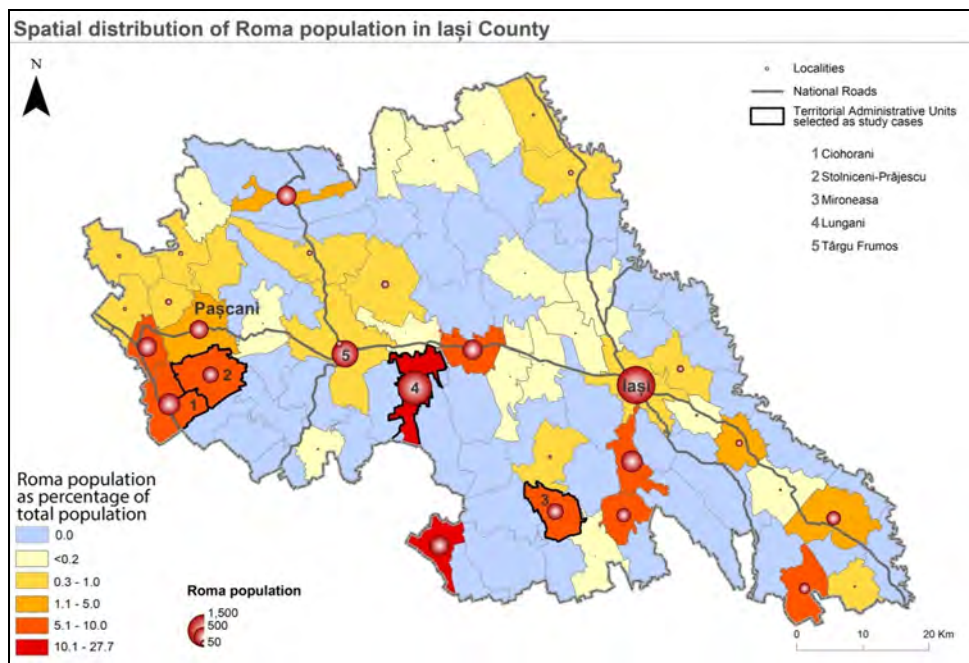 Spatial distribution of Roma population in Iași County
N
Localities
National Roads
Territorial Administrative Units
selected as study cases
1 Ciohorani
2 Stolniceni-Prăjescu
3 Mironeasa
4 Lungani
5 Târgu Frumos
Pașcani
5
2
4
Iași
1
3
Roma population
as percentage of
total population
0.0
<0.2
0.3 - 1.0
1.1 - 5.0
5.1 - 10.0
10.1 - 27.7
Roma population
1,500
500
50
0 10 20 Km